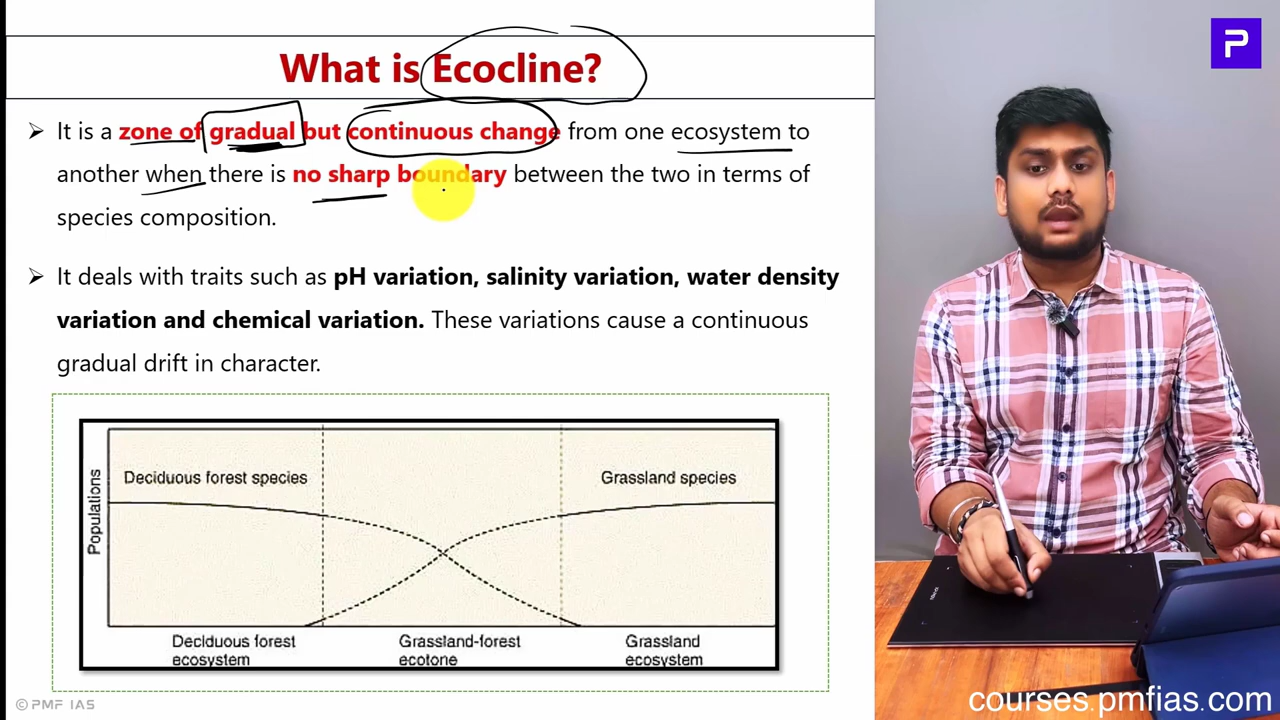 What is Ecocline?
P
➢ It is a zone of gradual but continuous change from one ecosystem to
another when there is no sharp boundary between the two in terms of
species composition.
➢ It deals with traits such as pH variation, salinity variation, water density
variation and chemical variation. These variations cause a continuous
gradual drift in character.
Populations
Deciduous forest species
Grassland species
Deciduous forest
ecosystem
Grassland-forest
ecotone
Grassland
ecosystem
© PMF IAS
courses.pmfias.com